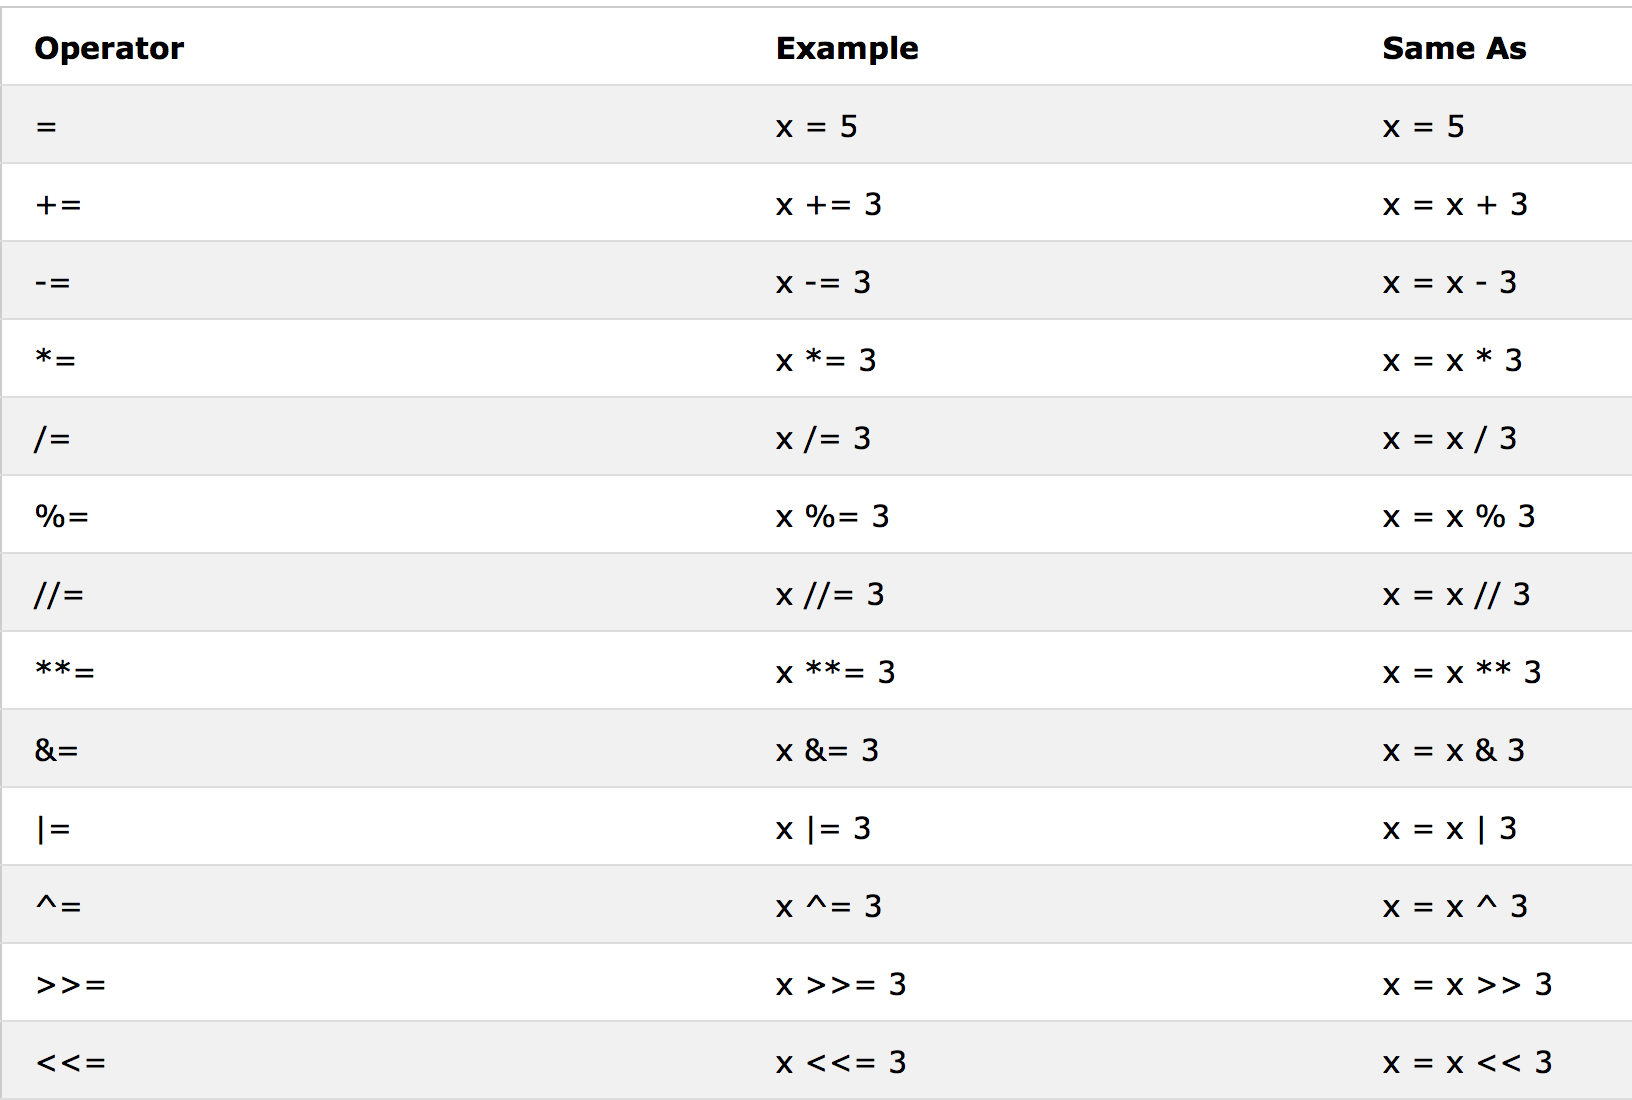 Operator Example Same As
= x = 5 x = 5
+= x += 3 x = x + 3
-= x -= 3 x = x - 3
*= x *= 3 x = x * 3
/= x /= 3 x = x / 3
%= x %= 3 x = x % 3
//= x //= 3 x = x // 3
**= x **= 3 x = x ** 3
&= x &= 3 x = x & 3
|= x |= 3 x = x | 3
^= x ^= 3 x = x ^ 3
>>= x >>= 3 x = x >> 3
<<= x <<= 3 x = x << 3